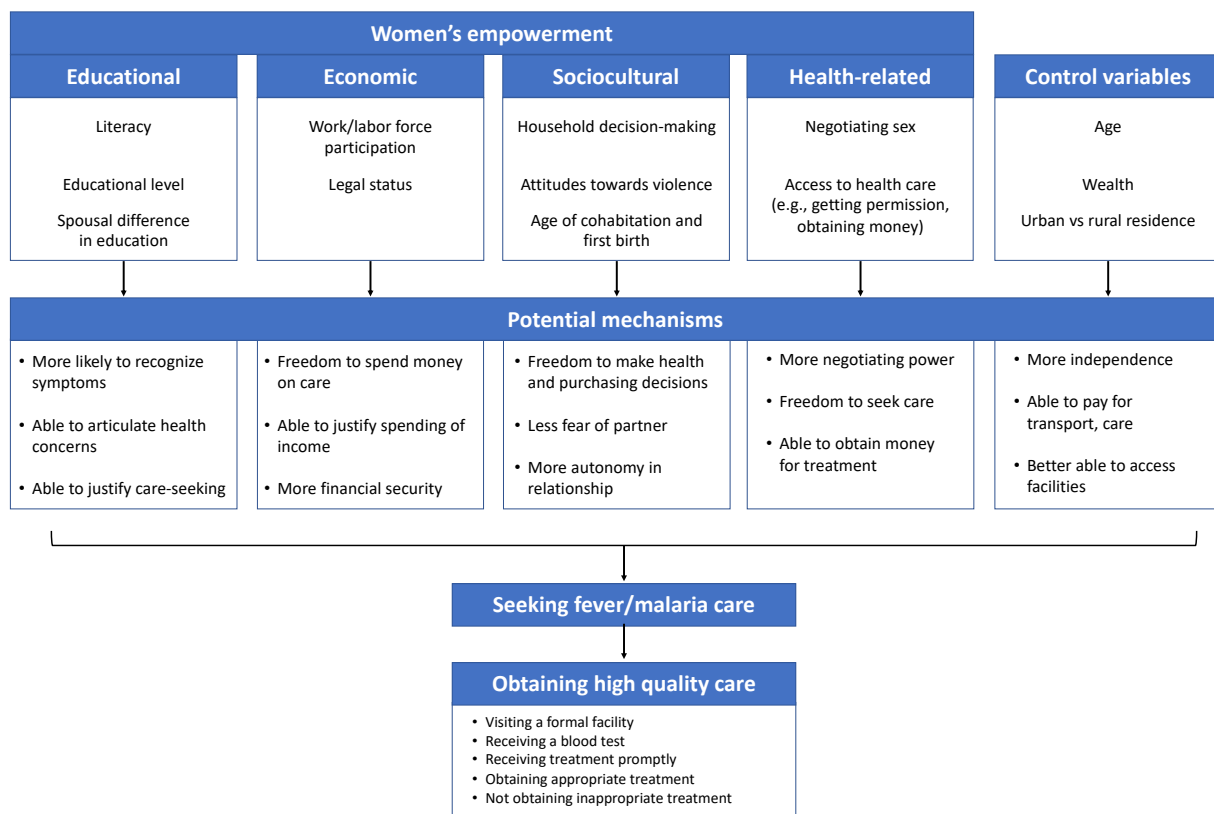 Women's empowerment
Educational
Economic
Sociocultural
Health-related
Control variables
Literacy
Educational level
Spousal difference
in education
Work/labor force
participation
Legal status
Household decision-making
Attitudes towards violence
Age of cohabitation and
first birth
Negotiating sex
Access to health care
(e.g., getting permission,
obtaining money)
Age
Wealth
Urban vs rural residence
Potential mechanisms
• More likely to recognize
symptoms
• Able to articulate health
concerns
• Able to justify care-seeking
• Freedom to spend money
on care
• Able to justify spending of
income
• More financial security
• Freedom to make health
and purchasing decisions
• Less fear of partner
• More autonomy in
relationship
• More negotiating power
• Freedom to seek care
• Able to obtain money
for treatment
• More independence
• Able to pay for
transport, care
• Better able to access
facilities
Seeking fever/malaria care
Obtaining high quality care
• Visiting a formal facility
• Receiving a blood test
• Receiving treatment promptly
• Obtaining appropriate treatment
• Not obtaining inappropriate treatment